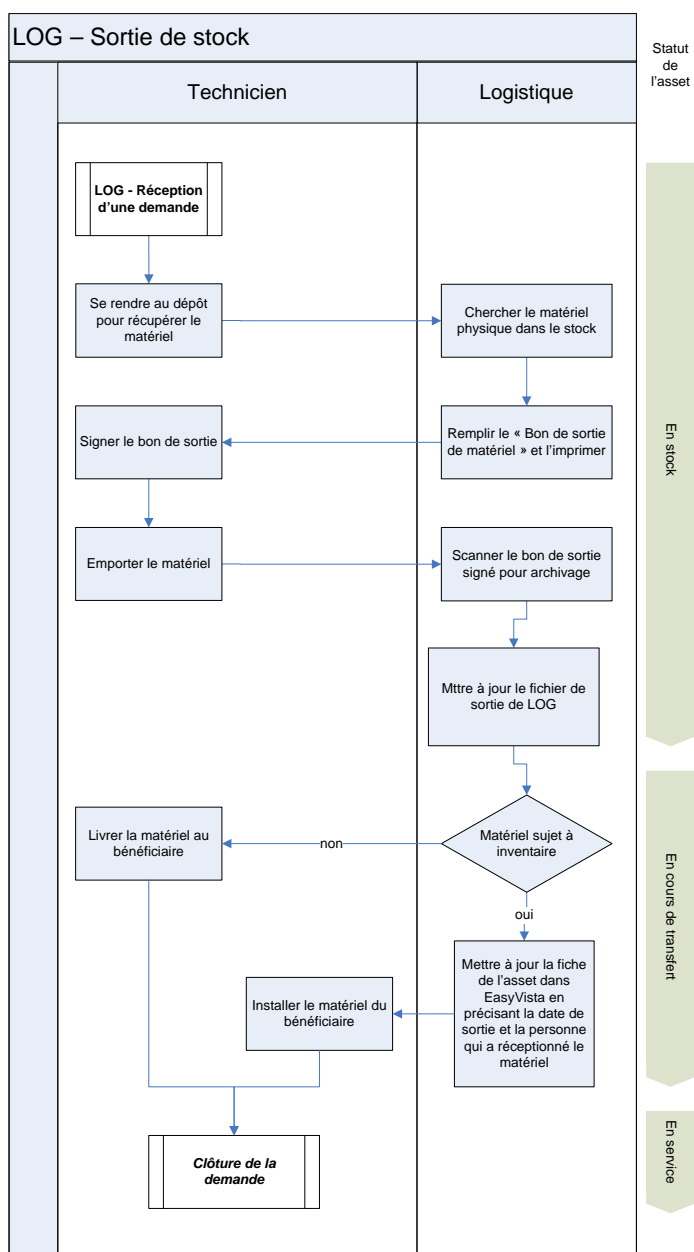 LOG – Sortie de stock
Statut
de
l'asset
Technicien
Logistique
LOG - Réception
d'une demande
Se rendre au dépôt
pour récupérer le
matériel
Chercher le matériel
physique dans le stock
Signer le bon de sortie
Remplir le « Bon de sortie
de matériel » et l'imprimer
En stock
Emporter le matériel
Scanner le bon de sortie
signé pour archivage
Mttre à jour le fichier de
sortie de LOG
Livrer la matériel au
bénéficiaire
non
Matériel sujet à
inventaire
oui
En cours de transfert
Installer le matériel du
bénéficiaire
Mettre à jour la fiche
de l'asset dans
EasyVista en
précisant la date de
sortie et la personne
qui a réceptionné le
matériel
Clôture de la
demande
En service